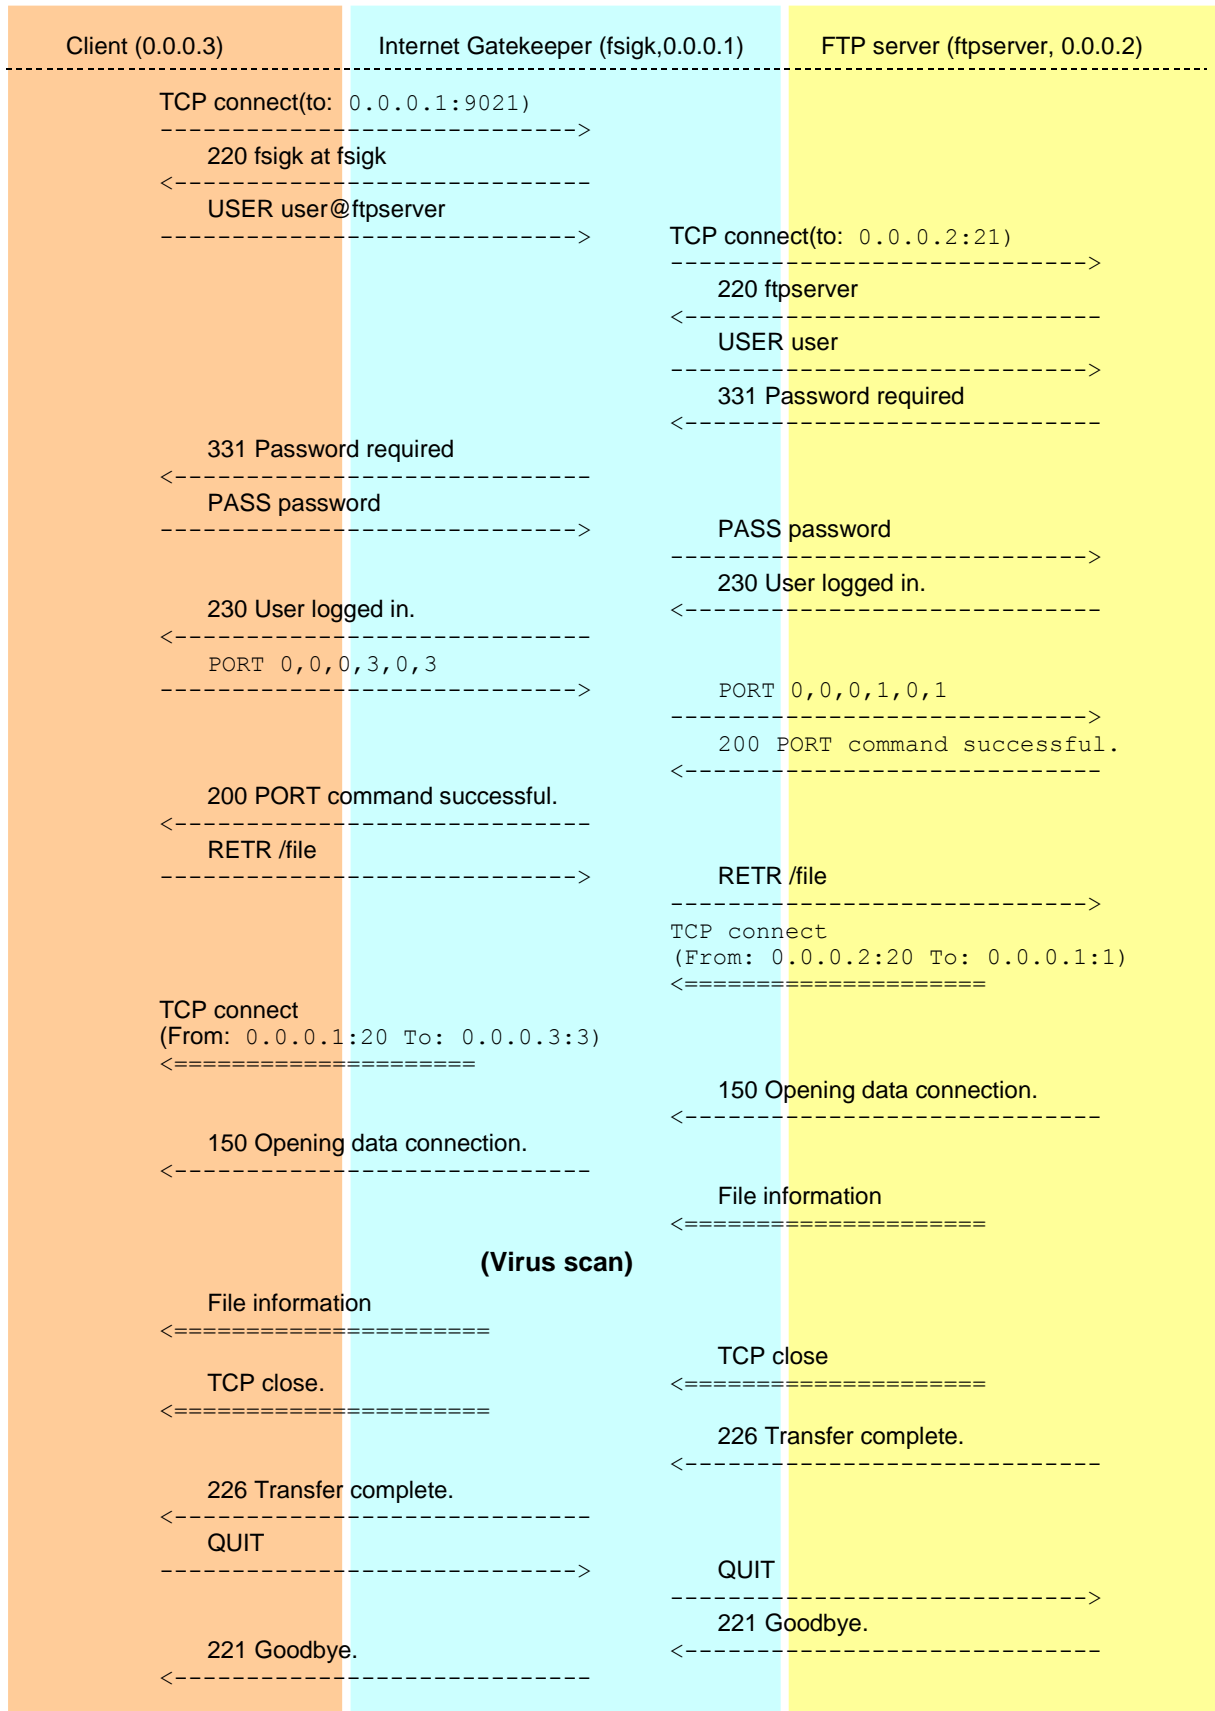 Client (0.0.0.3) Internet Gatekeeper (fsigk,0.0.0.1) FTP server (ftpserver, 0.0.0.2)
TCP connect(to: 0.0.0.1:9021)
----------------------------->
220 fsigk at fsigk
<-----------------------------
USER user@ftpserver
----------------------------->
TCP connect(to: 0.0.0.2:21)
----------------------------->
220 ftpserver
<-----------------------------
USER user
----------------------------->
331 Password required
<-----------------------------
331 Password required
<-----------------------------
PASS password
----------------------------->
PASS password
----------------------------->
230 User logged in.
<-----------------------------
230 User logged in.
<-----------------------------
PORT 0,0,0,3,0,3
----------------------------->
PORT 0,0,0,1,0,1
----------------------------->
200 PORT command successful.
<-----------------------------
200 PORT command successful.
<-----------------------------
RETR /file
----------------------------->
RETR /file
----------------------------->
TCP connect
(From: 0.0.0.2:20 To: 0.0.0.1:1)
<=====================
TCP connect
(From: 0.0.0.1:20 To: 0.0.0.3:3)
<=====================
150 Opening data connection.
<-----------------------------
150 Opening data connection.
<-----------------------------
File information
<=====================
(Virus scan)
File information
<======================
TCP close
<=====================
TCP close.
<======================
226 Transfer complete.
<-----------------------------
226 Transfer complete.
<-----------------------------
QUIT
----------------------------->
QUIT
----------------------------->
221 Goodbye.
<-----------------------------
221 Goodbye.
<-----------------------------